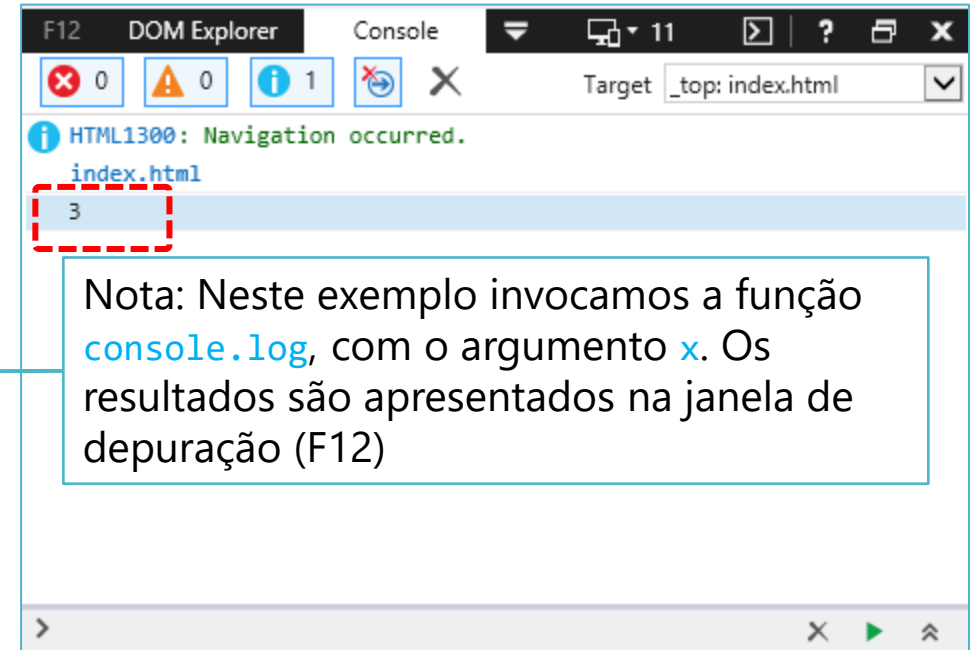 F12 DOM Explorer Console 11 ?
0 0 1 Target _top: index.html
HTML1300: Navigation occurred.
index.html
3
Nota: Neste exemplo invocamos a função
console.log, com o argumento x. Os
resultados são apresentados na janela de
depuração (F12)